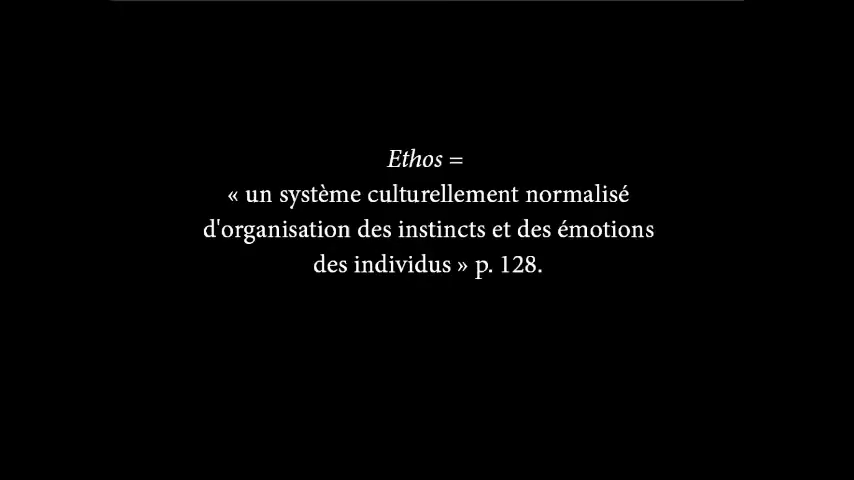 Ethos =
« un système culturellement normalisé
d'organisation des instincts et des émotions
des individus » p. 128.